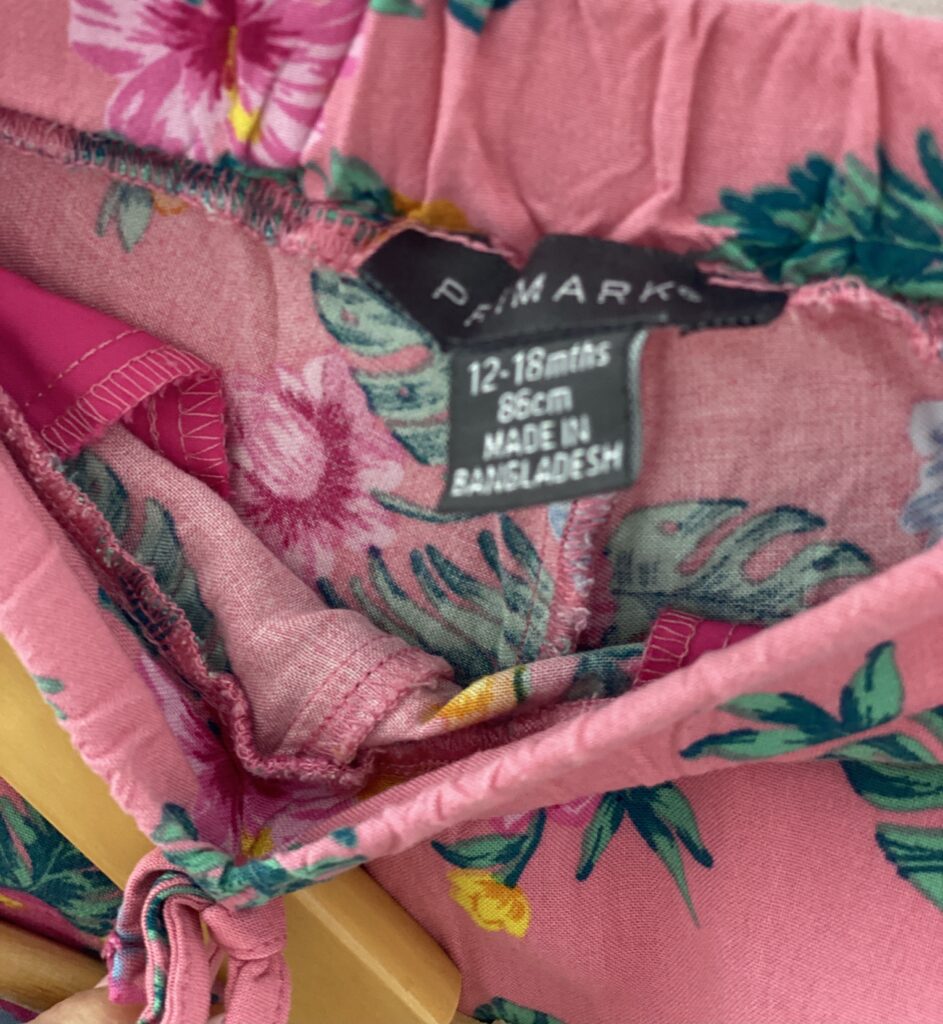 PRIMARK
12-18mths
86cm
MADE IN
BANGLADESH